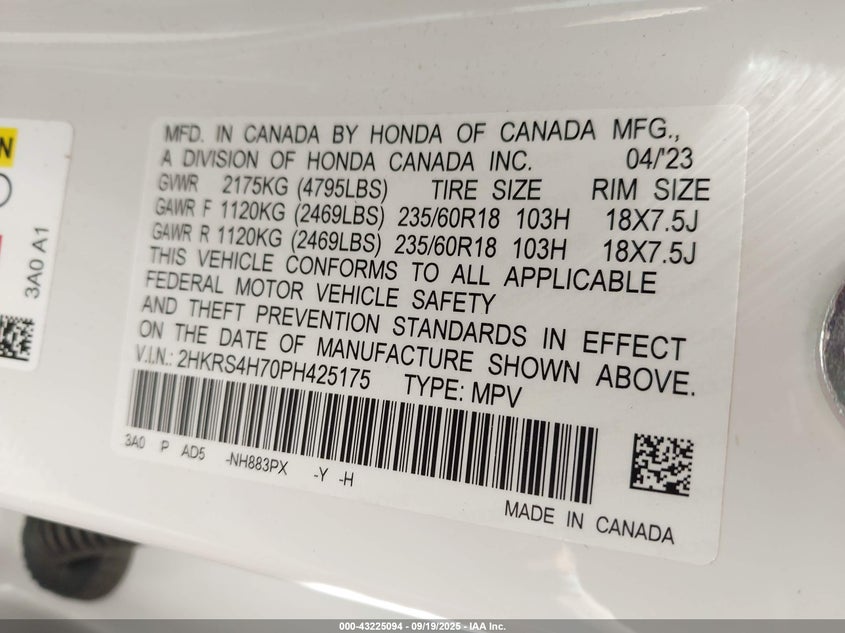 MFD. IN CANADA BY HONDA OF CANADA MFG.,
A DIVISION OF HONDA CANADA INC. 04/'23
GVWR 2175KG (4795LBS) TIRE SIZE RIM SIZE
GAWR F 1120KG (2469LBS) 235/60R18 103H 18X7.5J
GAWR R 1120KG (2469LBS) 235/60R18 103H 18X7.5J
THIS VEHICLE CONFORMS TO ALL APPLICABLE
FEDERAL MOTOR VEHICLE SAFETY
AND THEFT PREVENTION STANDARDS IN EFFECT
ON THE DATE OF MANUFACTURE SHOWN ABOVE.
V.I.N.: 2HKRS4H70PH425175 TYPE: MPV
3A0 P AD5 -NH883PX -Y -H
MADE IN CANADA
3A0 A1
000-43225094 - 09/19/2025 - IAA Inc.